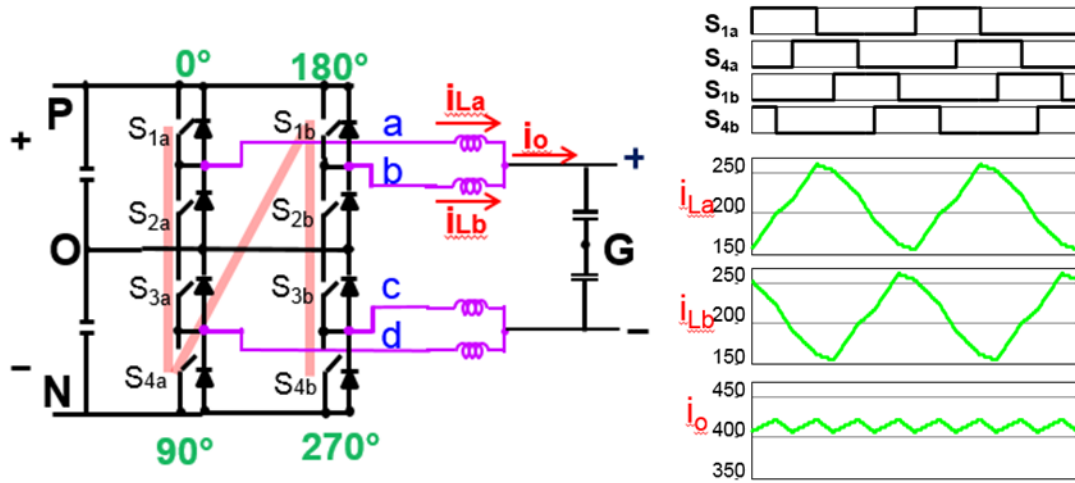 0°
180°
P
+
S1a
S1b
a
iLa
io
+
b
S2a
S2b
iLb
O
G
S3a
S3b
c
d
−
−
S4a
S4b
N
90°
270°
S1a
S4a
S1b
S4b
250
iLa
200
150
250
iLb
200
150
450
io
400
350